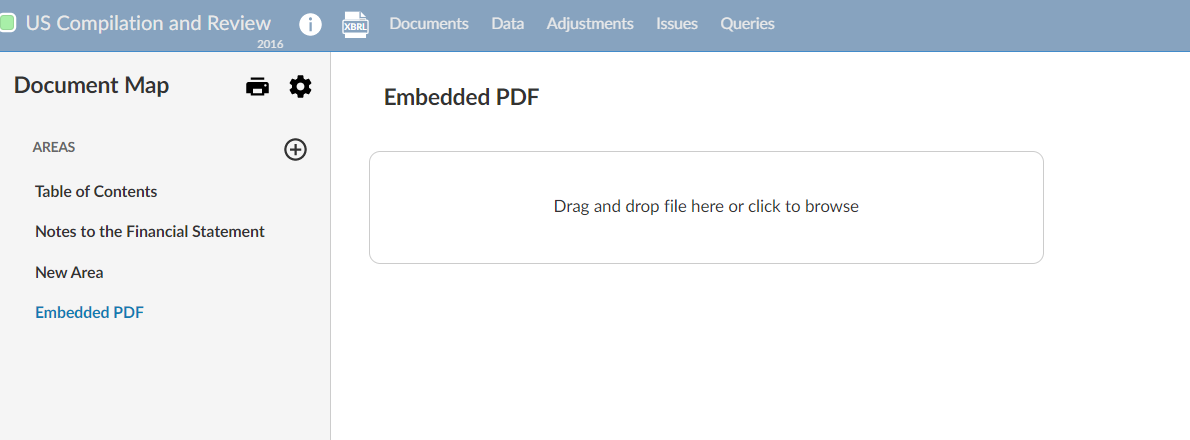 US Compilation and Review
2016
XBRL
Documents Data Adjustments Issues Queries
Document Map
AREAS
Table of Contents
Notes to the Financial Statement
New Area
Embedded PDF
Embedded PDF
Drag and drop file here or click to browse